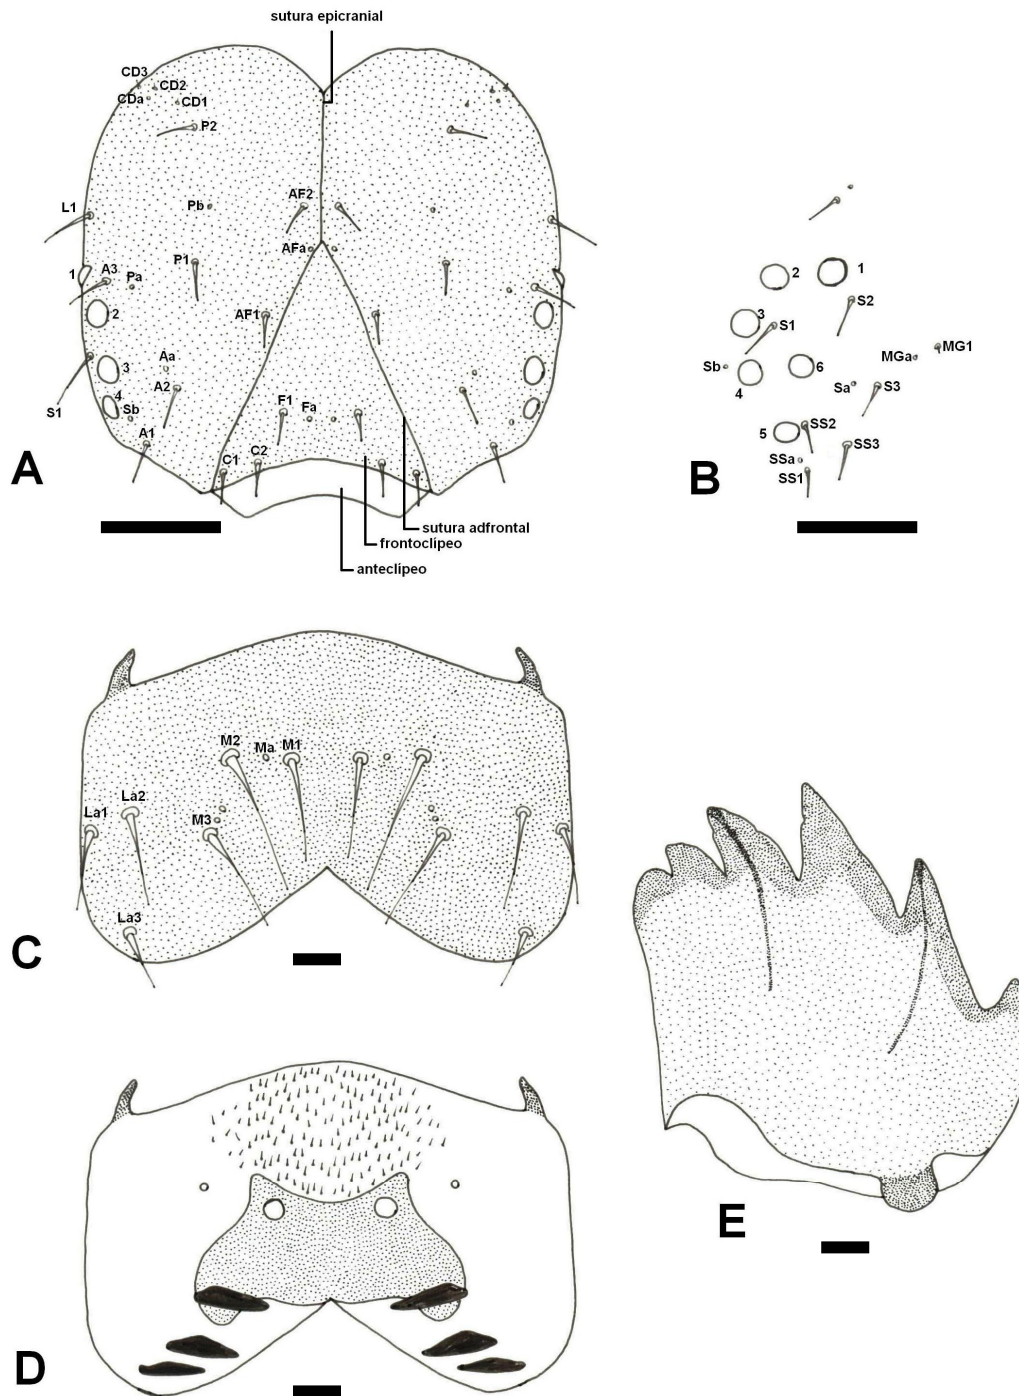 sutura epicranial
CD3
CD2
CDa
CD1
P2
L1
Pb
AF2
AFa
P1
1
A3
Pa
2
AF1
3
Aa
A2
4
S1
Sb
F1
Fa
A1
C1
C2
A
sutura adfrontal
frontoclípeo
anteclípeo
2
1
S2
3
S1
MG1
MGa
Sb
6
4
Sa
S3
5
SS2
SS3
SSa
SS1
B
M2
Ma
M1
La1
La2
M3
La3
C
D
E